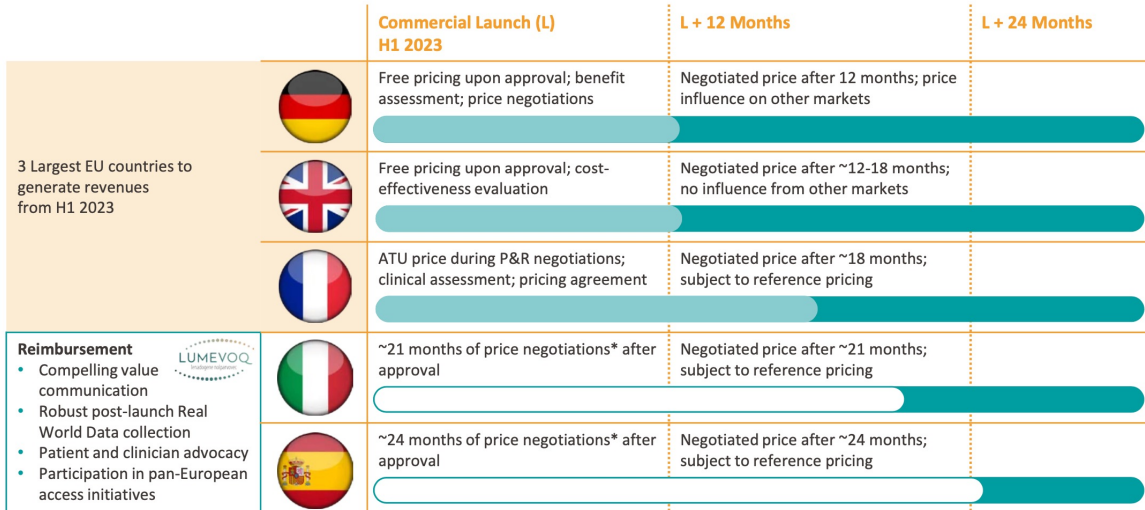 Commercial Launch (L)
H1 2023
L + 12 Months
L + 24 Months
3 Largest EU countries to
generate revenues
from H1 2023
Free pricing upon approval; benefit
assessment; price negotiations
Negotiated price after 12 months; price
influence on other markets
Free pricing upon approval; cost-
effectiveness evaluation
Negotiated price after ~12-18 months;
no influence from other markets
ATU price during P&R negotiations;
clinical assessment; pricing agreement
Negotiated price after ~18 months;
subject to reference pricing
Reimbursement
LUMEVOQ
• Compelling value
communication
• Robust post-launch Real
World Data collection
• Patient and clinician advocacy
• Participation in pan-European
access initiatives
~21 months of price negotiations* after
approval
Negotiated price after ~21 months;
subject to reference pricing
~24 months of price negotiations* after
approval
Negotiated price after ~24 months;
subject to reference pricing